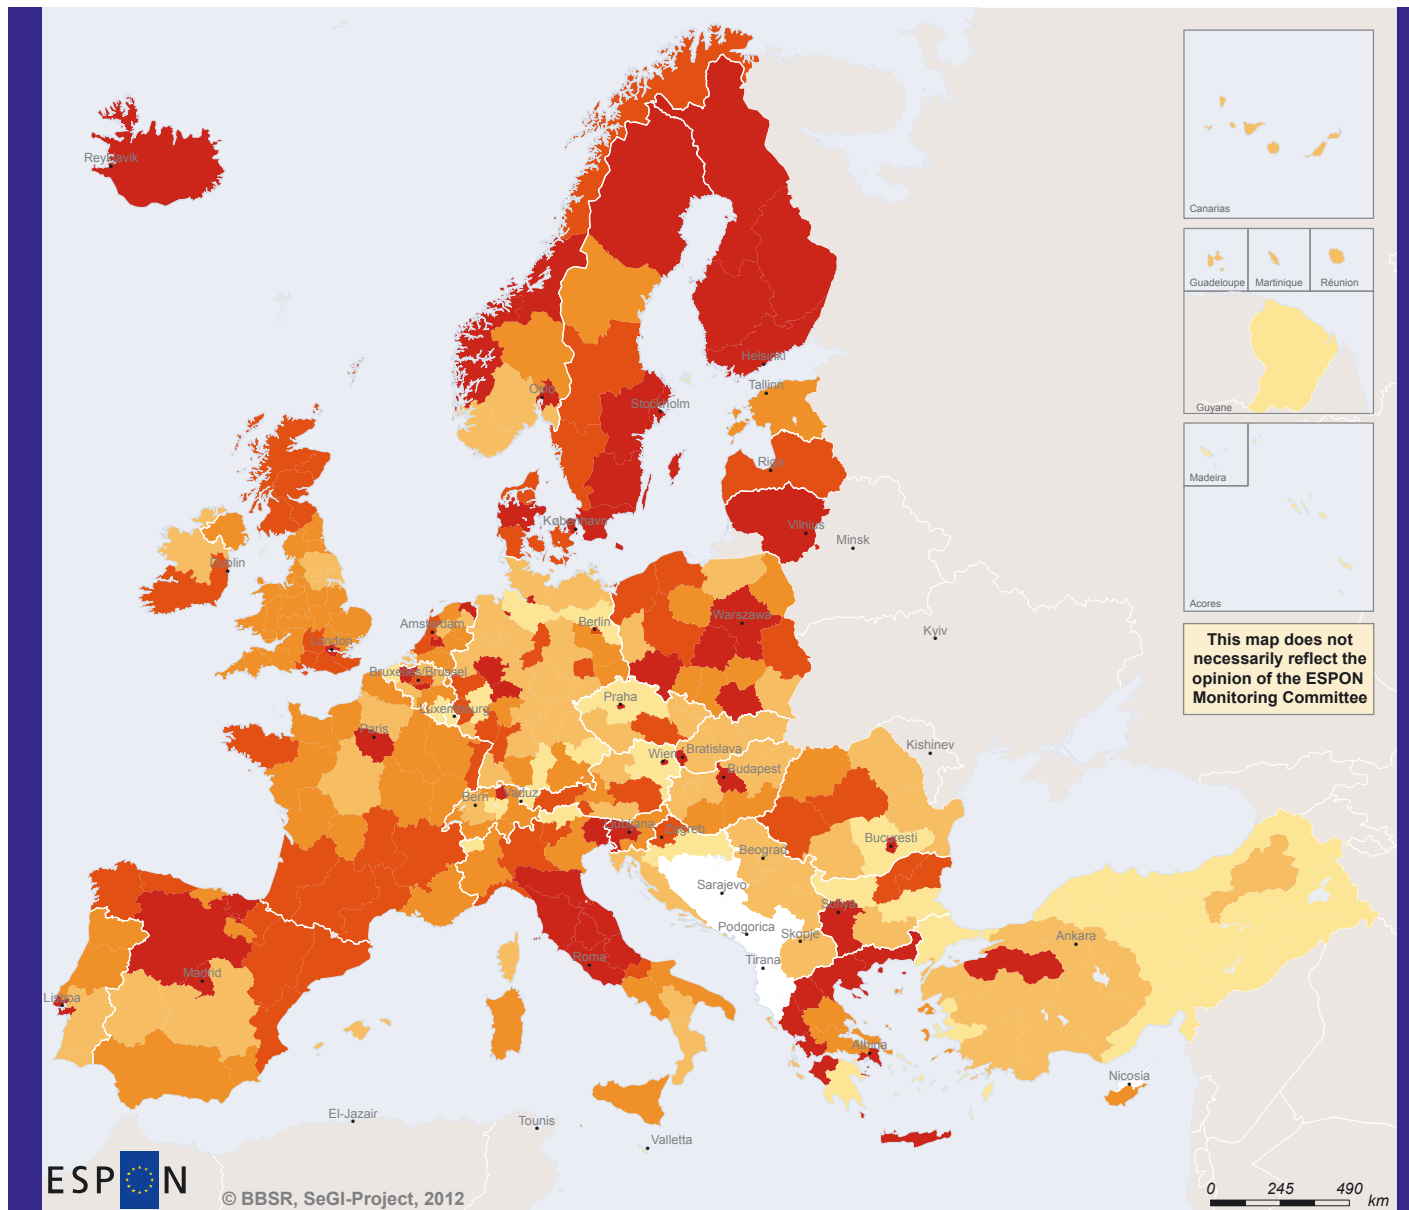 Reykjavik
Canarias
Guadeloupe
Martinique
Réunion
Helsinki
Oslo
Tallinn
Stockholm
Guyane
Riga
Madeira
København
Vilnius
Minsk
Dublin
Acores
Warszawa
Amsterdam
Berlin
Kyiv
London
This map does not
necessarily reflect the
opinion of the ESPON
Monitoring Committee
Bruxelles/Brussel
Praha
Luxembourg
Paris
Kishinev
Wien
Bratislava
Budapest
Bern
Vaduz
Ljubljana
Zagreb
Bucuresti
Beograd
Sarajevo
Sofiya
Podgorica
Skopje
Ankara
Roma
Tirana
Madrid
Lisboa
Athina
Nicosia
El-Jazair
Tounis
Valletta
ESPON
© BBSR, SeGI-Project, 2012
0 245 490
km